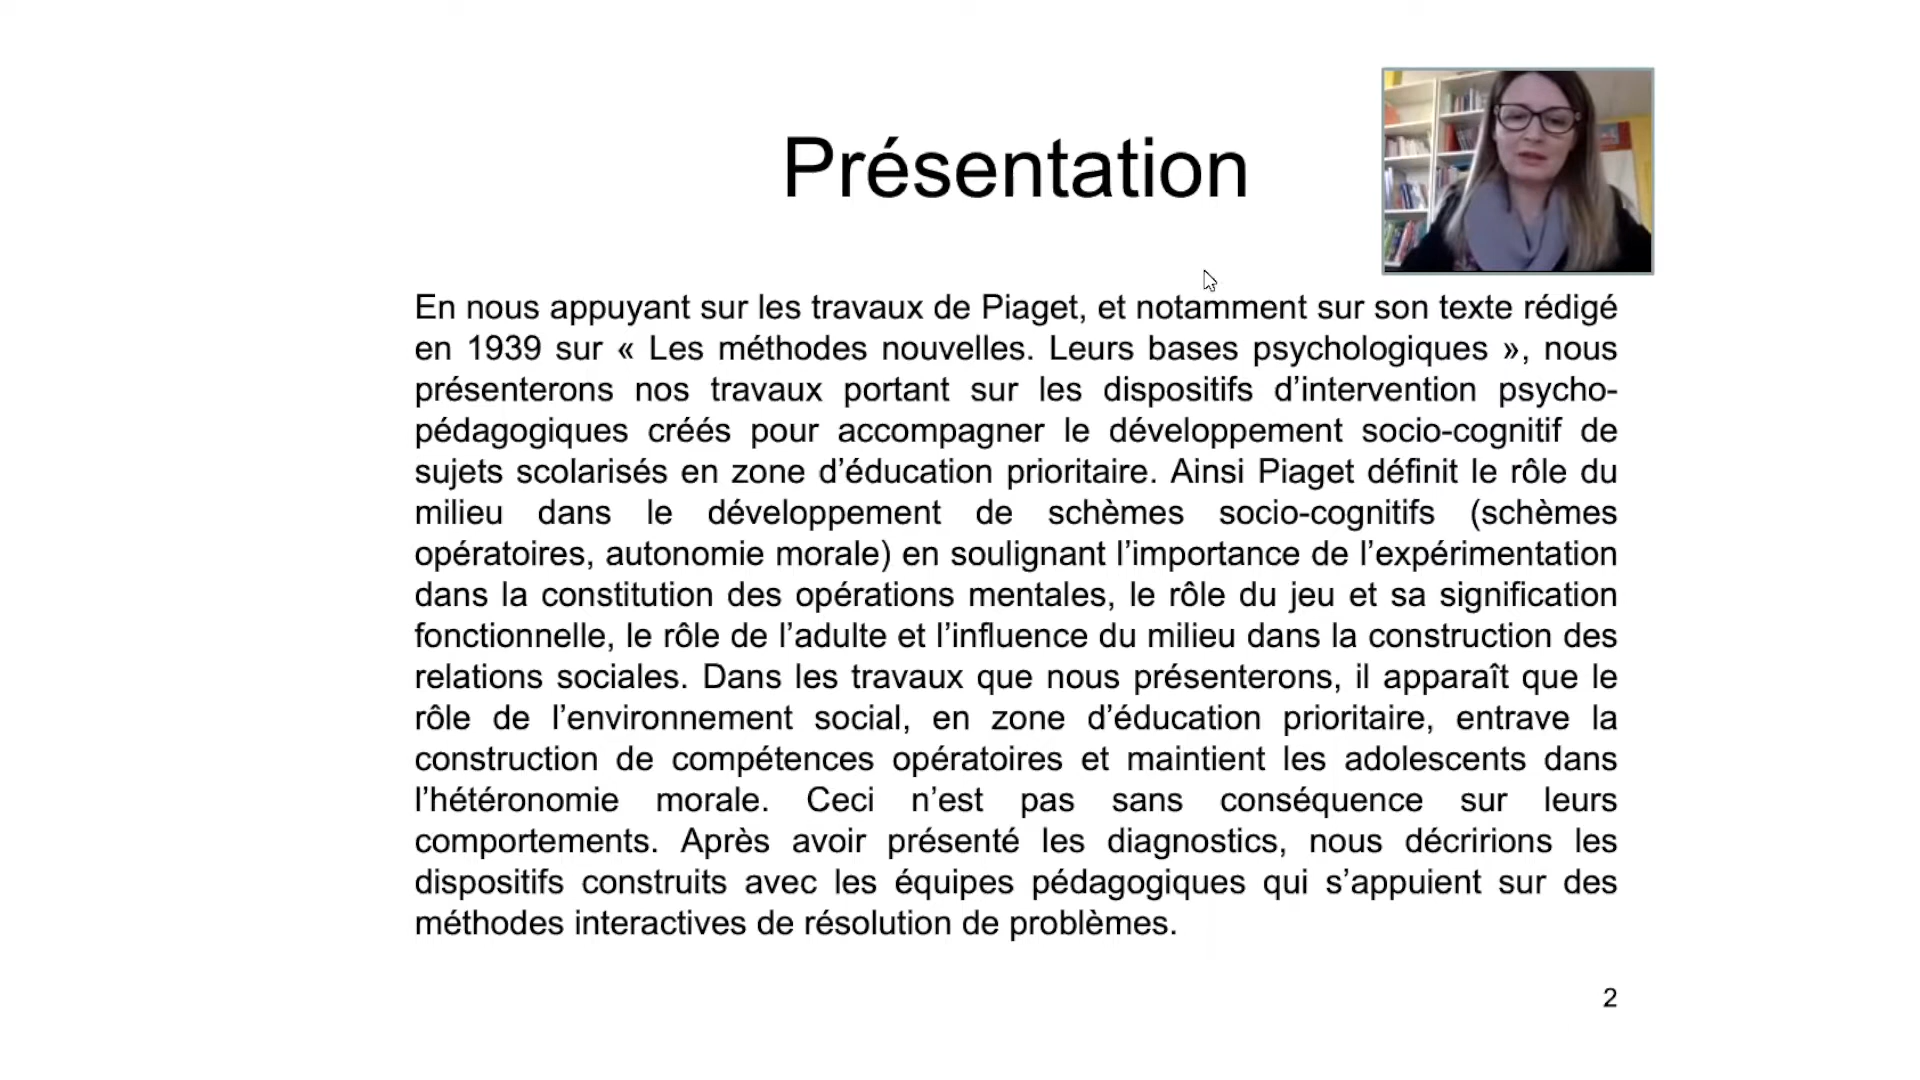 Présentation
En nous appuyant sur les travaux de Piaget, et notamment sur son texte rédigé
en 1939 sur « Les méthodes nouvelles. Leurs bases psychologiques », nous
présenterons nos travaux portant sur les dispositifs d’intervention psycho-
pédagogiques créés pour accompagner le développement socio-cognitif de
sujets scolarisés en zone d’éducation prioritaire. Ainsi Piaget définit le rôle du
milieu dans le développement de schèmes socio-cognitifs (schèmes
opératoires, autonomie morale) en soulignant l’importance de l’expérimentation
dans la constitution des opérations mentales, le rôle du jeu et sa signification
fonctionnelle, le rôle de l’adulte et l’influence du milieu dans la construction des
relations sociales. Dans les travaux que nous présenterons, il apparaît que le
rôle de l’environnement social, en zone d’éducation prioritaire, entrave la
construction de compétences opératoires et maintient les adolescents dans
l’hétéronomie morale. Ceci n’est pas sans conséquence sur leurs
comportements. Après avoir présenté les diagnostics, nous décririons les
dispositifs construits avec les équipes pédagogiques qui s’appuient sur des
méthodes interactives de résolution de problèmes.
2